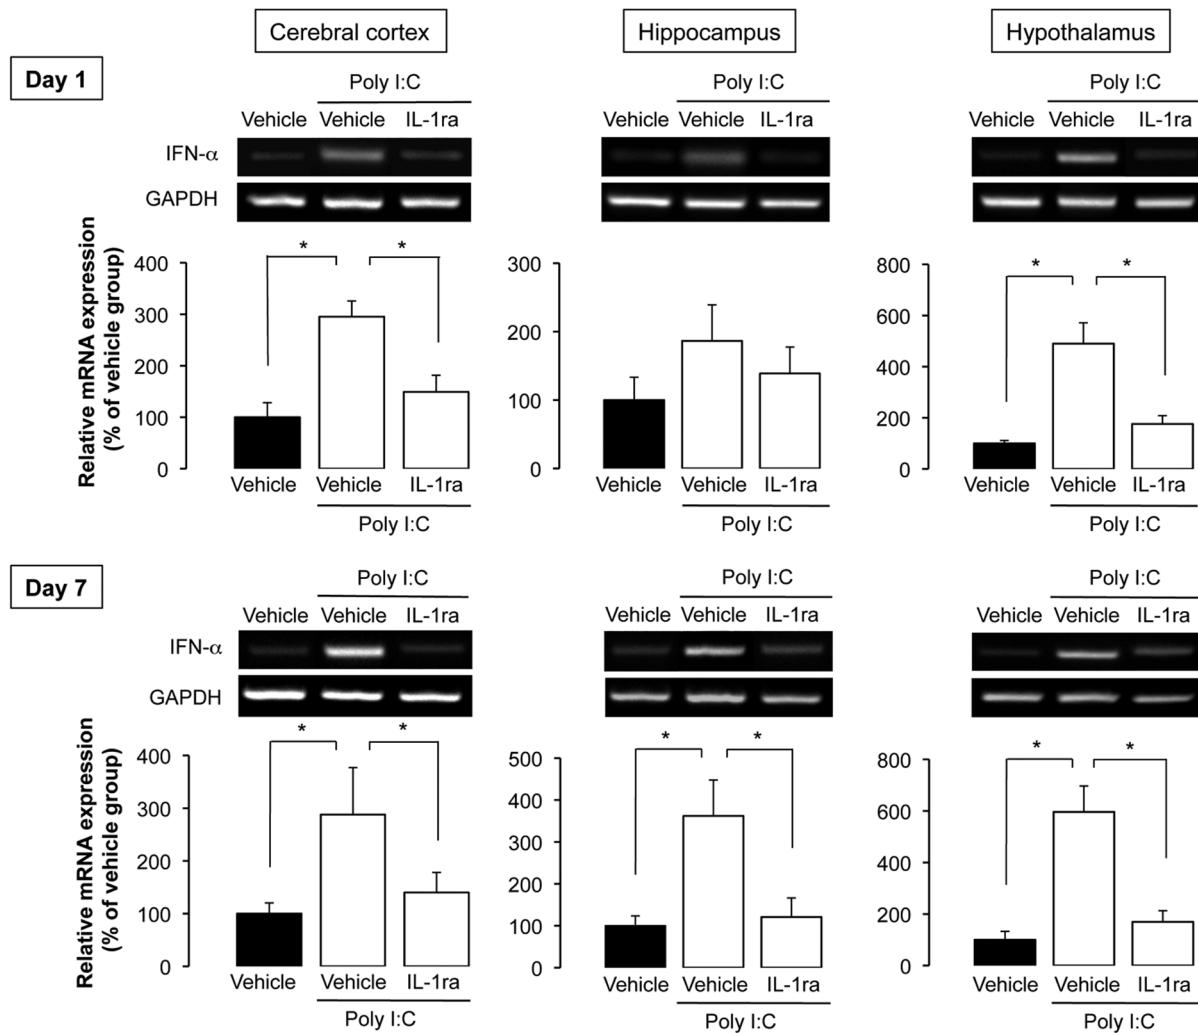 Cerebral cortex Hippocampus Hypothalamus
Day 1
Poly I:C Poly I:C Poly I:C
Vehicle Vehicle IL-1ra Vehicle Vehicle IL-1ra Vehicle Vehicle IL-1ra
IFN-α
GAPDH
Relative mRNA expression
(% of vehicle group)
400
300
200
100
0
* *
Vehicle Vehicle IL-1ra
Poly I:C
300
200
100
0
Vehicle Vehicle IL-1ra
Poly I:C
800
600
400
200
0
* *
Vehicle Vehicle IL-1ra
Poly I:C
Day 7
Poly I:C Poly I:C Poly I:C
Vehicle Vehicle IL-1ra Vehicle Vehicle IL-1ra Vehicle Vehicle IL-1ra
IFN-α
GAPDH
Relative mRNA expression
(% of vehicle group)
400
300
200
100
0
* *
Vehicle Vehicle IL-1ra
Poly I:C
500
400
300
200
100
0
* *
Vehicle Vehicle IL-1ra
Poly I:C
800
600
400
200
0
* *
Vehicle Vehicle IL-1ra
Poly I:C